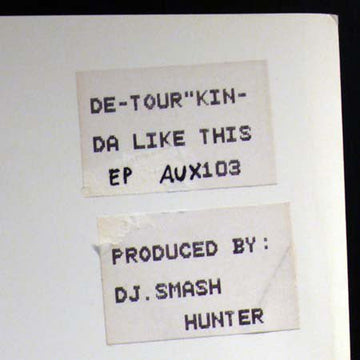 DE-TOUR"KIN-
DA LIKE THIS
EP AUX103
PRODUCED BY:
DJ.SMASH
HUNTER